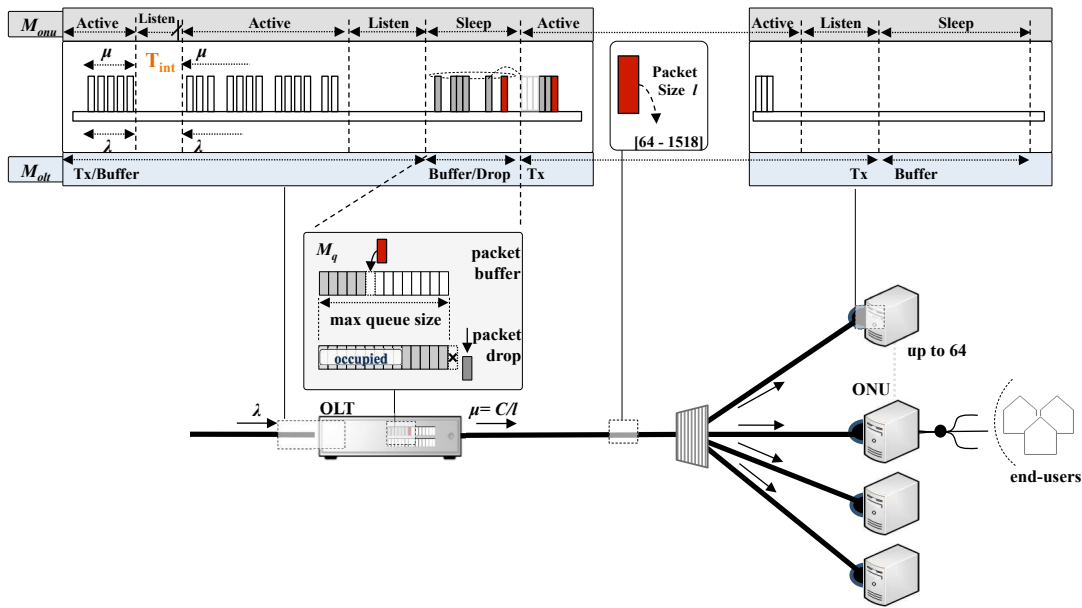 M_onu
Active
Listen
Active
Listen
Sleep
Active
Active
Listen
Sleep
μ
T_int
μ
λ
λ
Packet
Size l
[64 - 1518]
M_olt
Tx/Buffer
Buffer/Drop
Tx
Tx
Buffer
M_q
packet
buffer
max queue size
packet
drop
occupied
up to 64
λ
OLT
μ= C/l
ONU
end-users